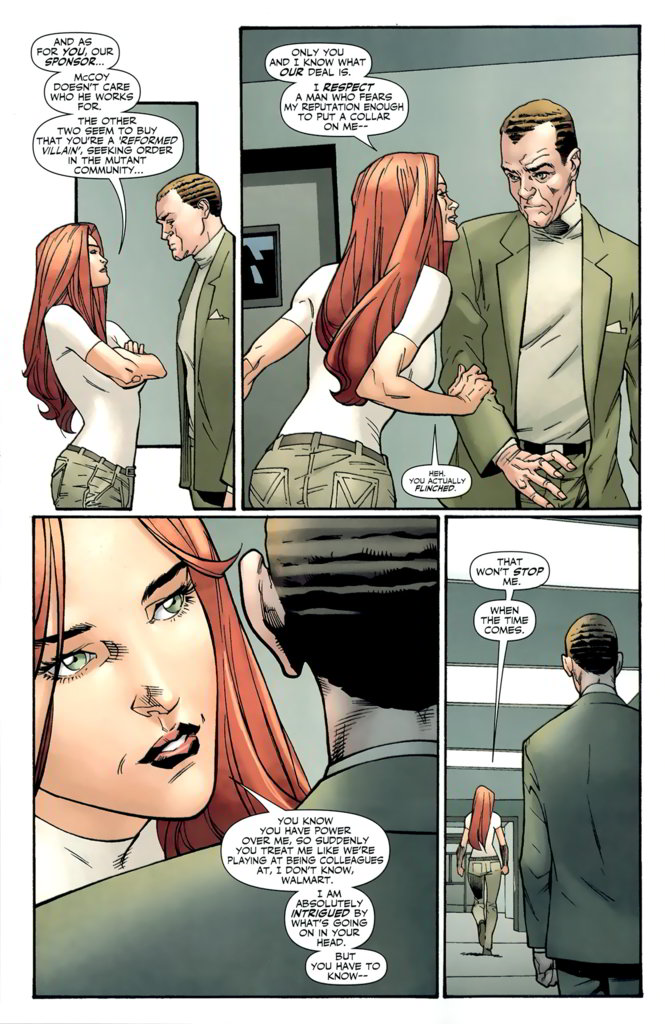 AND AS
FOR YOU, OUR
SPONSOR...
McCOY
DOESN'T CARE
WHO HE WORKS
FOR.
THE OTHER
TWO SEEM TO BUY
THAT YOU'RE A 'REFORMED
VILLAIN', SEEKING ORDER
IN THE MUTANT
COMMUNITY...
ONLY YOU
AND I KNOW WHAT
OUR DEAL IS.
I RESPECT
A MAN WHO FEARS
MY REPUTATION ENOUGH
TO PUT A COLLAR
ON ME--
HEH.
YOU ACTUALLY
FLINCHED.
YOU KNOW
YOU HAVE POWER
OVER ME, SO SUDDENLY
YOU TREAT ME LIKE WE'RE
PLAYING AT BEING COLLEAGUES
AT, I DON'T KNOW,
WALMART.
I AM
ABSOLUTELY
INTRIGUED BY
WHAT'S GOING
ON IN YOUR
HEAD.
BUT
YOU HAVE TO
KNOW--
THAT
WON'T STOP
ME.
WHEN
THE TIME
COMES.